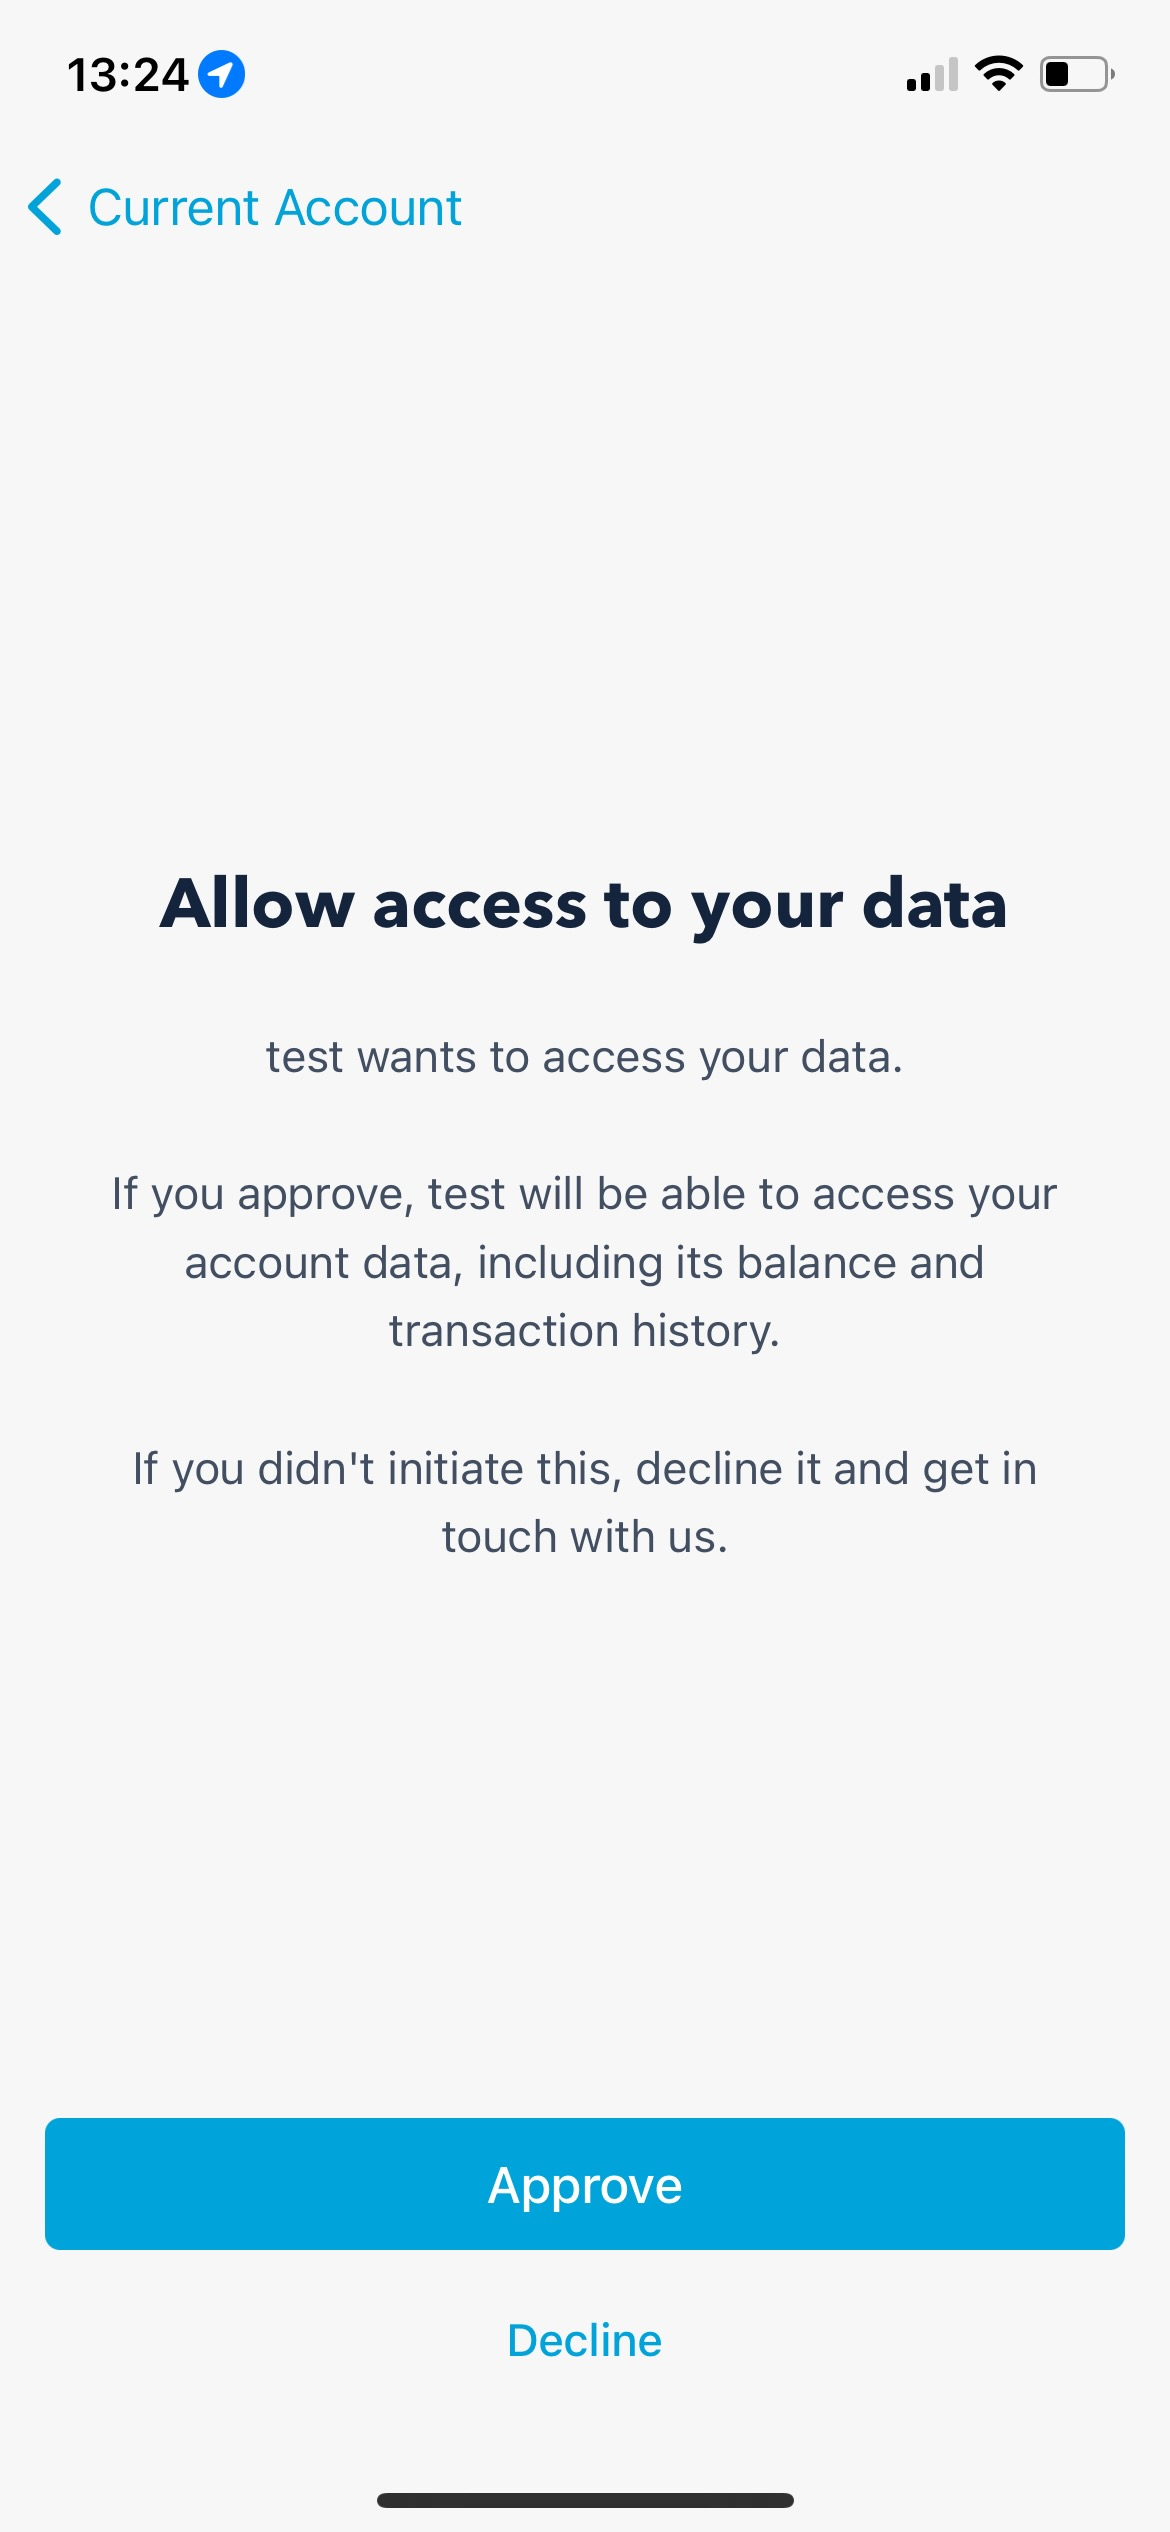 13:24
Current Account
Allow access to your data
test wants to access your data.
If you approve, test will be able to access your
account data, including its balance and
transaction history.
If you didn't initiate this, decline it and get in
touch with us.
Approve
Decline